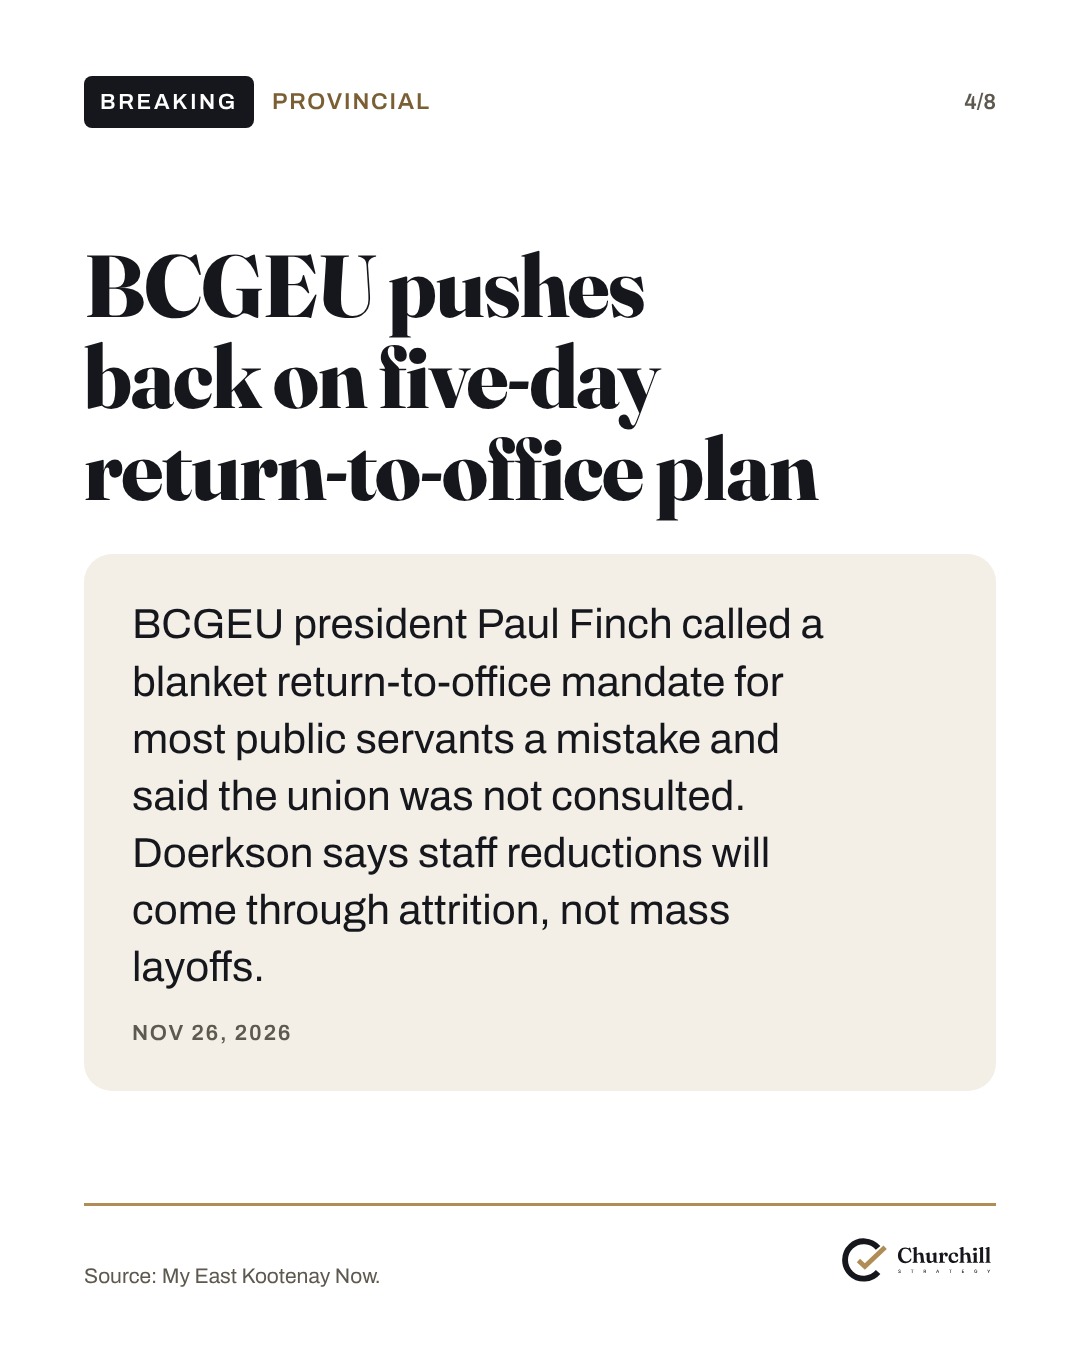 BREAKING PROVINCIAL 4/8
BCGEU pushes
back on five-day
return-to-office plan
BCGEU president Paul Finch called a
blanket return-to-office mandate for
most public servants a mistake and
said the union was not consulted.
Doerkson says staff reductions will
come through attrition, not mass
layoffs.
NOV 26, 2026
Source: My East Kootenay Now.
Churchill
STRATEGY